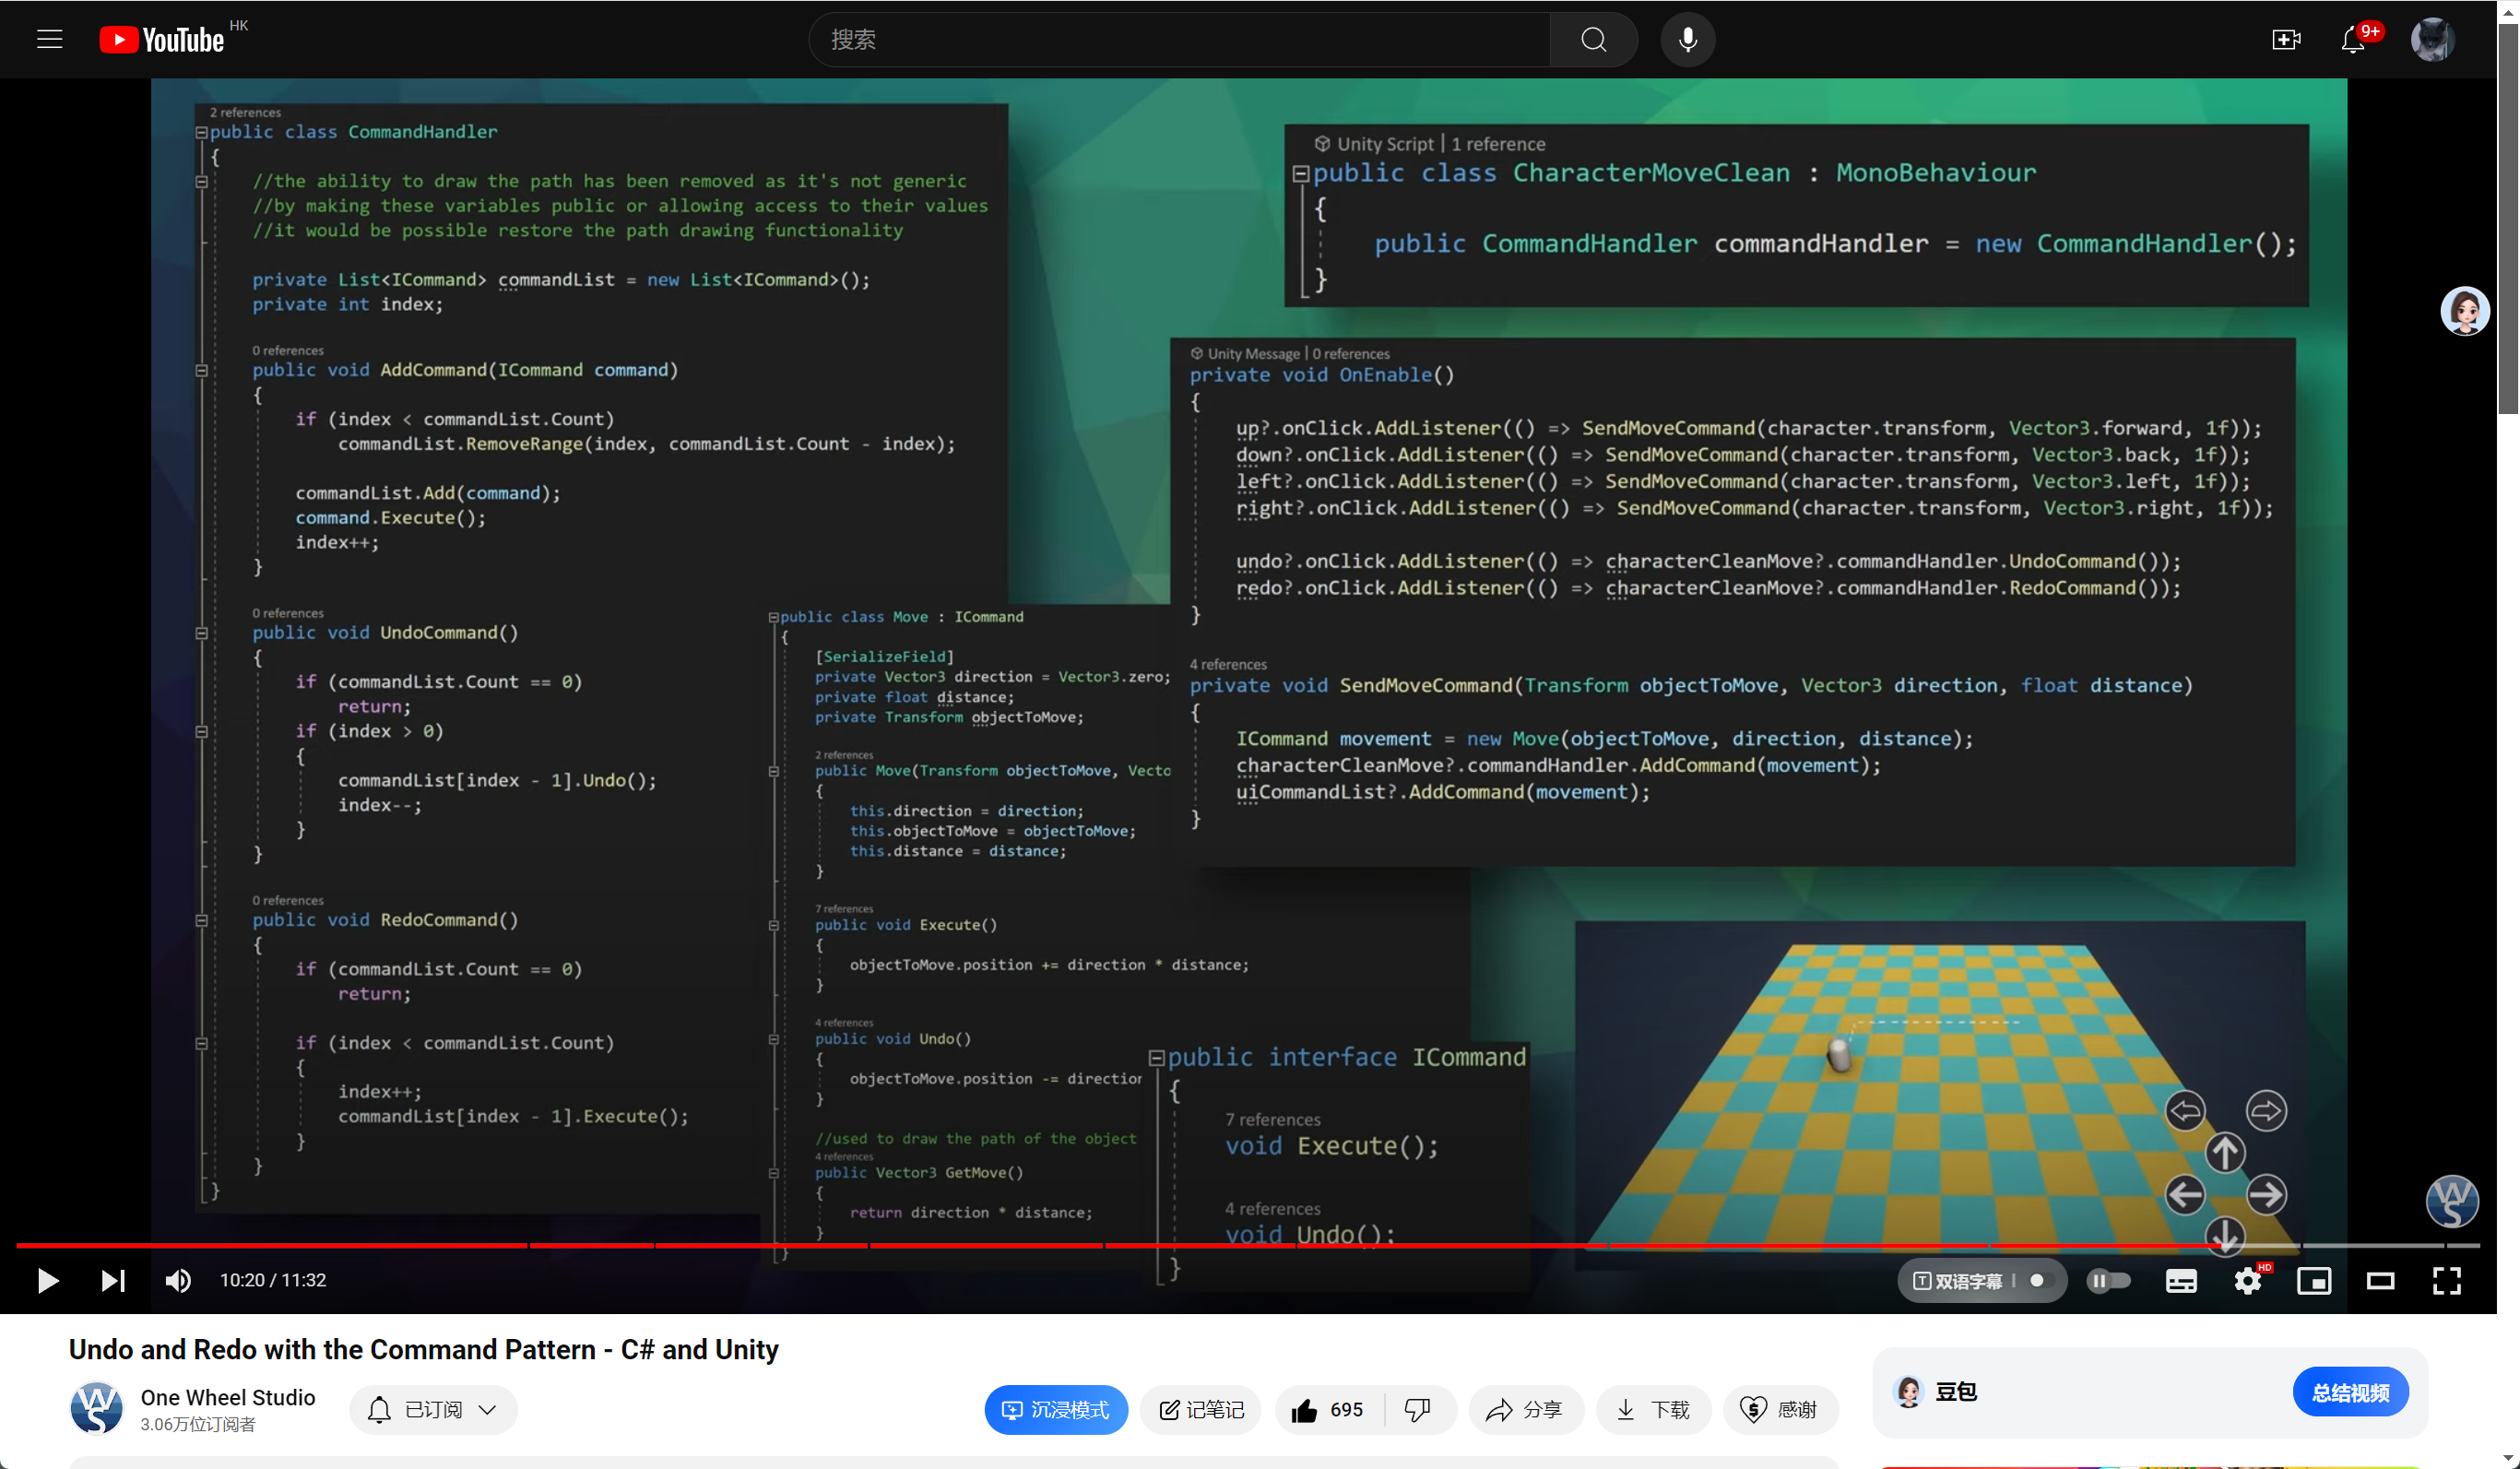 YouTube HK
搜索
9+
2 references
public class CommandHandler
{
//the ability to draw the path has been removed as it's not generic
//by making these variables public or allowing access to their values
//it would be possible restore the path drawing functionality
private List<ICommand> commandList = new List<ICommand>();
private int index;
0 references
public void AddCommand(ICommand command)
{
if (index < commandList.Count)
commandList.RemoveRange(index, commandList.Count - index);
commandList.Add(command);
command.Execute();
index++;
}
0 references
public void UndoCommand()
{
if (commandList.Count == 0)
return;
if (index > 0)
{
commandList[index - 1].Undo();
index--;
}
}
0 references
public void RedoCommand()
{
if (commandList.Count == 0)
return;
if (index < commandList.Count)
{
index++;
commandList[index - 1].Execute();
}
}
}
public class Move : ICommand
{
[SerializeField]
private Vector3 direction = Vector3.zero;
private float distance;
private Transform objectToMove;
2 references
public Move(Transform objectToMove, Vecto
{
this.direction = direction;
this.objectToMove = objectToMove;
this.distance = distance;
}
7 references
public void Execute()
{
objectToMove.position += direction * distance;
}
4 references
public void Undo()
{
objectToMove.position -= direction
}
//used to draw the path of the object
4 references
public Vector3 GetMove()
{
return direction * distance;
}
}
Unity Script | 1 reference
public class CharacterMoveClean : MonoBehaviour
{
public CommandHandler commandHandler = new CommandHandler();
}
Unity Message | 0 references
private void OnEnable()
{
up?.onClick.AddListener(() => SendMoveCommand(character.transform, Vector3.forward, 1f));
down?.onClick.AddListener(() => SendMoveCommand(character.transform, Vector3.back, 1f));
left?.onClick.AddListener(() => SendMoveCommand(character.transform, Vector3.left, 1f));
right?.onClick.AddListener(() => SendMoveCommand(character.transform, Vector3.right, 1f));
undo?.onClick.AddListener(() => characterCleanMove?.commandHandler.UndoCommand());
redo?.onClick.AddListener(() => characterCleanMove?.commandHandler.RedoCommand());
}
4 references
private void SendMoveCommand(Transform objectToMove, Vector3 direction, float distance)
{
ICommand movement = new Move(objectToMove, direction, distance);
characterCleanMove?.commandHandler.AddCommand(movement);
uiCommandList?.AddCommand(movement);
}
public interface ICommand
{
7 references
void Execute();
4 references
void Undo();
}
WS
10:20 / 11:32
双语字幕
HD
Undo and Redo with the Command Pattern - C# and Unity
WS
One Wheel Studio
3.06万位订阅者
已订阅
沉浸模式
记笔记
695
分享
下载
感谢
豆包
总结视频